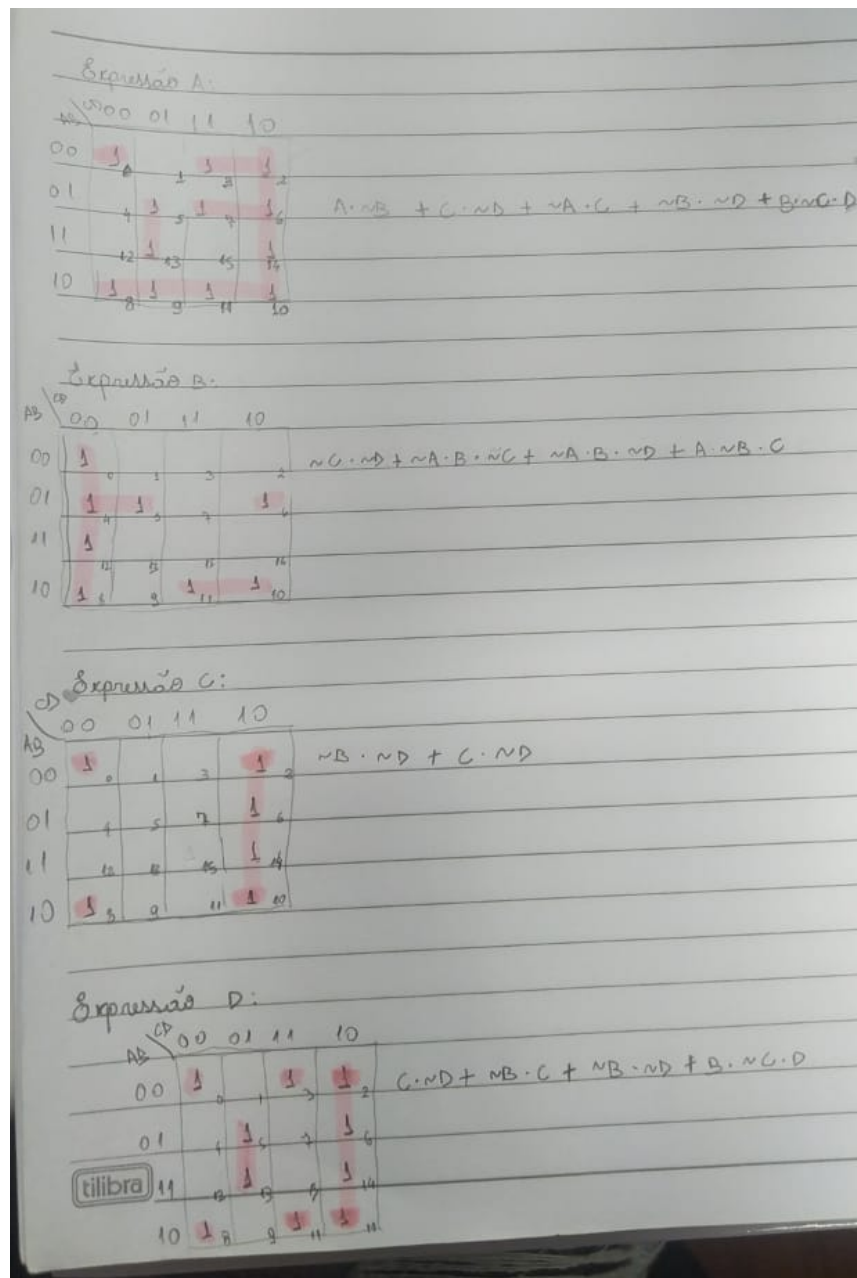 Expressão A:
AB CD 00 01 11 10
00 1 0 1 1 3 1 2
01 4 1 5 1 7 1 6 A·~B + C·~D + ~A·C + ~B·~D + B·~C·D
11 12 1 13 15 1 14
10 1 8 1 9 1 11 1 10
Expressão B:
AB CD 00 01 11 10
00 1 0 1 3 2 ~C·~D + ~A·B·~C + ~A·B·~D + A·~B·C
01 1 4 1 5 7 1 6
11 1 12 13 15
10 1 8 9 1 11 1 10
Expressão C:
CD
00 01 11 10
AB
00 1 0 1 3 1 2 ~B·~D + C·~D
01 4 5 7 1 6
11 12 15 1 14
10 1 9 11 1 10
Expressão D:
CD 00 01 11 10
AB
00 1 0 1 1 3 1 2 C·~D + ~B·C + ~B·~D + B·~C·D
01 4 1 5 7 1 6
tilibra 11 1 1 14
10 1 8 9 1 11 1